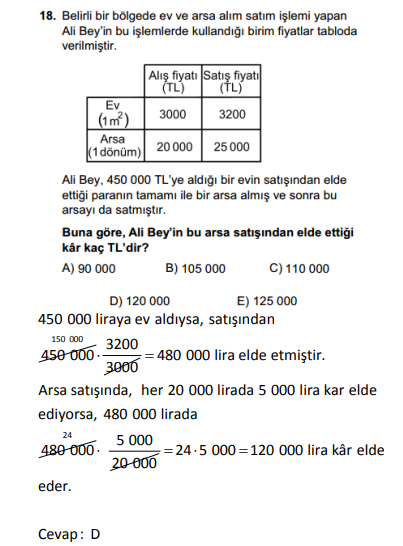 18. Belirli bir bölgede ev ve arsa alım satım işlemi yapan
Ali Bey'in bu işlemlerde kullandığı birim fiyatlar tabloda
verilmiştir.
Alış fiyatı (TL) Satış fiyatı (TL)
Ev (1m²) 3000 3200
Arsa (1 dönüm) 20 000 25 000
Ali Bey, 450 000 TL'ye aldığı bir evin satışından elde
ettiği paranın tamamı ile bir arsa almış ve sonra bu
arsayı da satmıştır.
Buna göre, Ali Bey'in bu arsa satışından elde ettiği
kâr kaç TL'dir?
A) 90 000 B) 105 000 C) 110 000
D) 120 000 E) 125 000
450 000 liraya ev aldıysa, satışından
150 000
450 000 · 3200 / 3000 = 480 000 lira elde etmiştir.
Arsa satışında, her 20 000 lirada 5 000 lira kar elde
ediyorsa, 480 000 lirada
24
480 000 · 5 000 / 20 000 = 24 · 5 000 = 120 000 lira kâr elde
eder.
Cevap : D